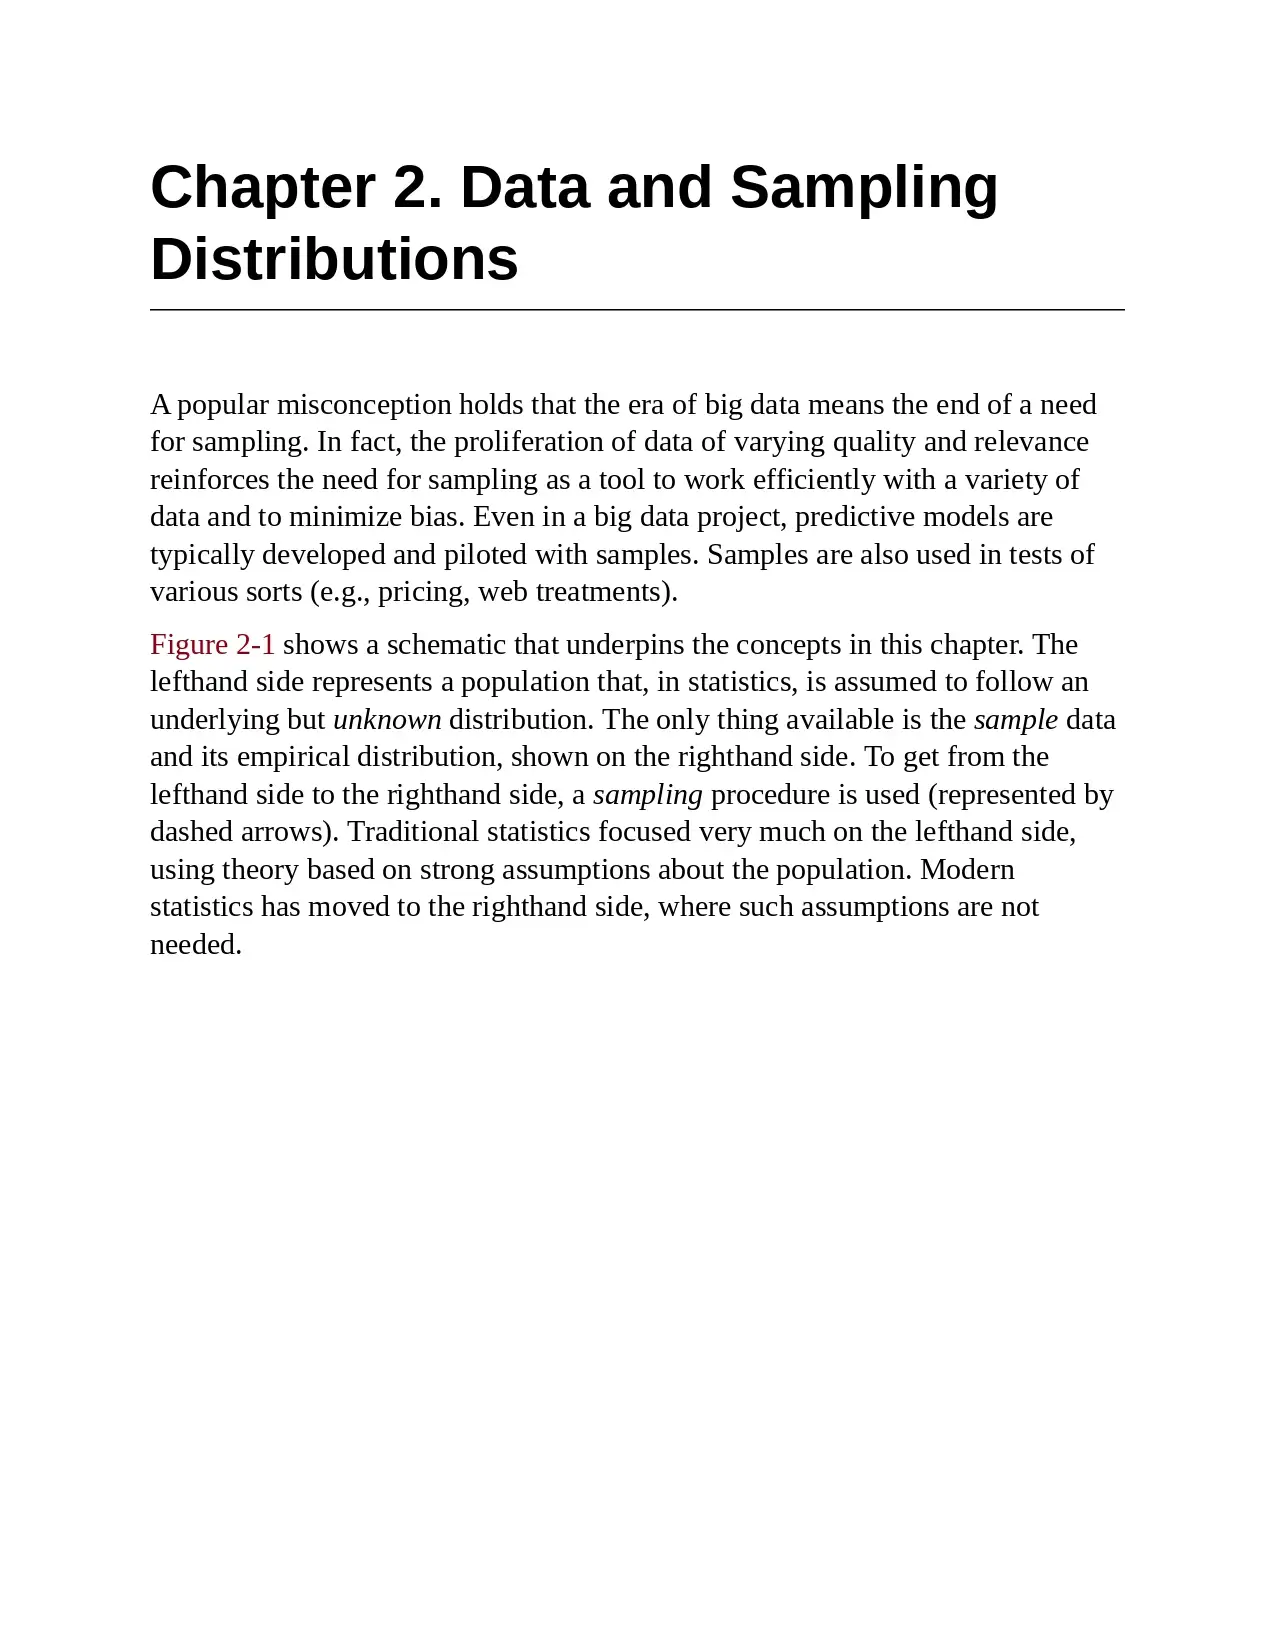 Chapter 2. Data and Sampling
Distributions
A popular misconception holds that the era of big data means the end of a need
for sampling. In fact, the proliferation of data of varying quality and relevance
reinforces the need for sampling as a tool to work efficiently with a variety of
data and to minimize bias. Even in a big data project, predictive models are
typically developed and piloted with samples. Samples are also used in tests of
various sorts (e.g., pricing, web treatments).
Figure 2-1 shows a schematic that underpins the concepts in this chapter. The
lefthand side represents a population that, in statistics, is assumed to follow an
underlying but unknown distribution. The only thing available is the sample data
and its empirical distribution, shown on the righthand side. To get from the
lefthand side to the righthand side, a sampling procedure is used (represented by
dashed arrows). Traditional statistics focused very much on the lefthand side,
using theory based on strong assumptions about the population. Modern
statistics has moved to the righthand side, where such assumptions are not
needed.